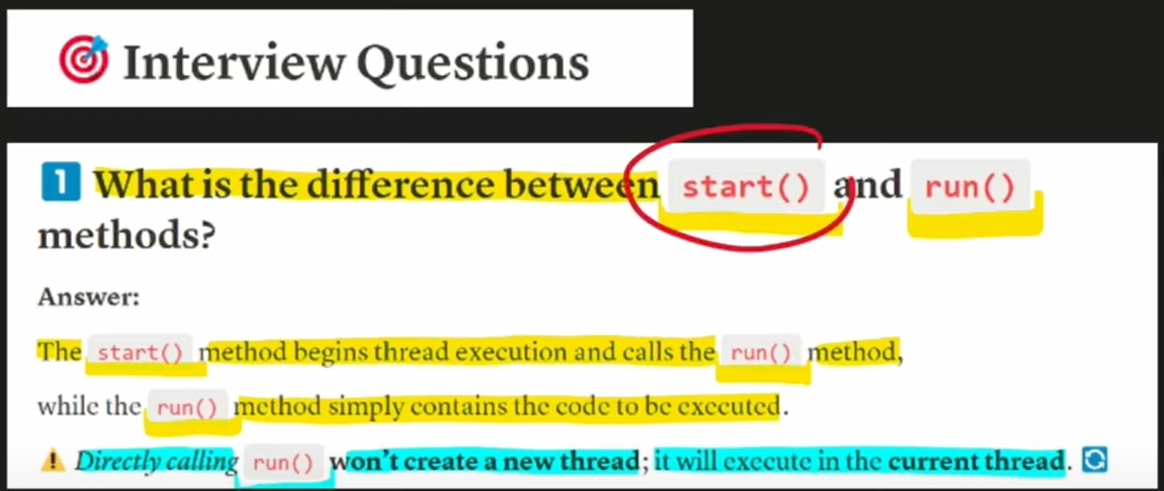 🎯 Interview Questions
1 What is the difference between start() and run()
methods?
Answer:
The start() method begins thread execution and calls the run() method,
while the run() method simply contains the code to be executed.
⚠️ Directly calling run() won't create a new thread; it will execute in the current thread. 🔄